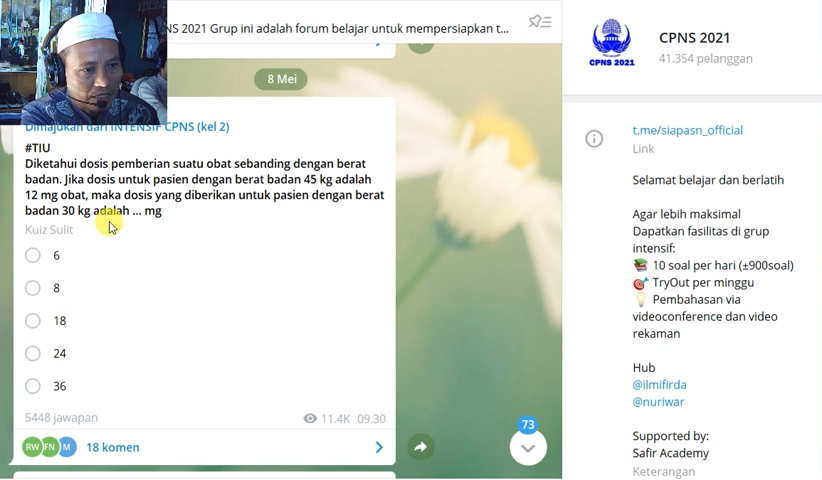 NS 2021 Grup ini adalah forum belajar untuk mempersiapkan t...
8 Mei
Dimajukan dari INTENSIF CPNS (kel 2)
#TIU
Diketahui dosis pemberian suatu obat sebanding dengan berat
badan. Jika dosis untuk pasien dengan berat badan 45 kg adalah
12 mg obat, maka dosis yang diberikan untuk pasien dengan berat
badan 30 kg adalah ... mg
Kuiz Sulit
6
8
18
24
36
5448 jawapan
11.4K 09.30
RW FN M 18 komen
73
CPNS 2021
CPNS 2021
41.354 pelanggan
t.me/siapasn_official
Link
Selamat belajar dan berlatih
Agar lebih maksimal
Dapatkan fasilitas di grup
intensif:
10 soal per hari (±900soal)
TryOut per minggu
Pembahasan via
videoconference dan video
rekaman
Hub
@ilmifirda
@nuriwar
Supported by:
Safir Academy
Keterangan